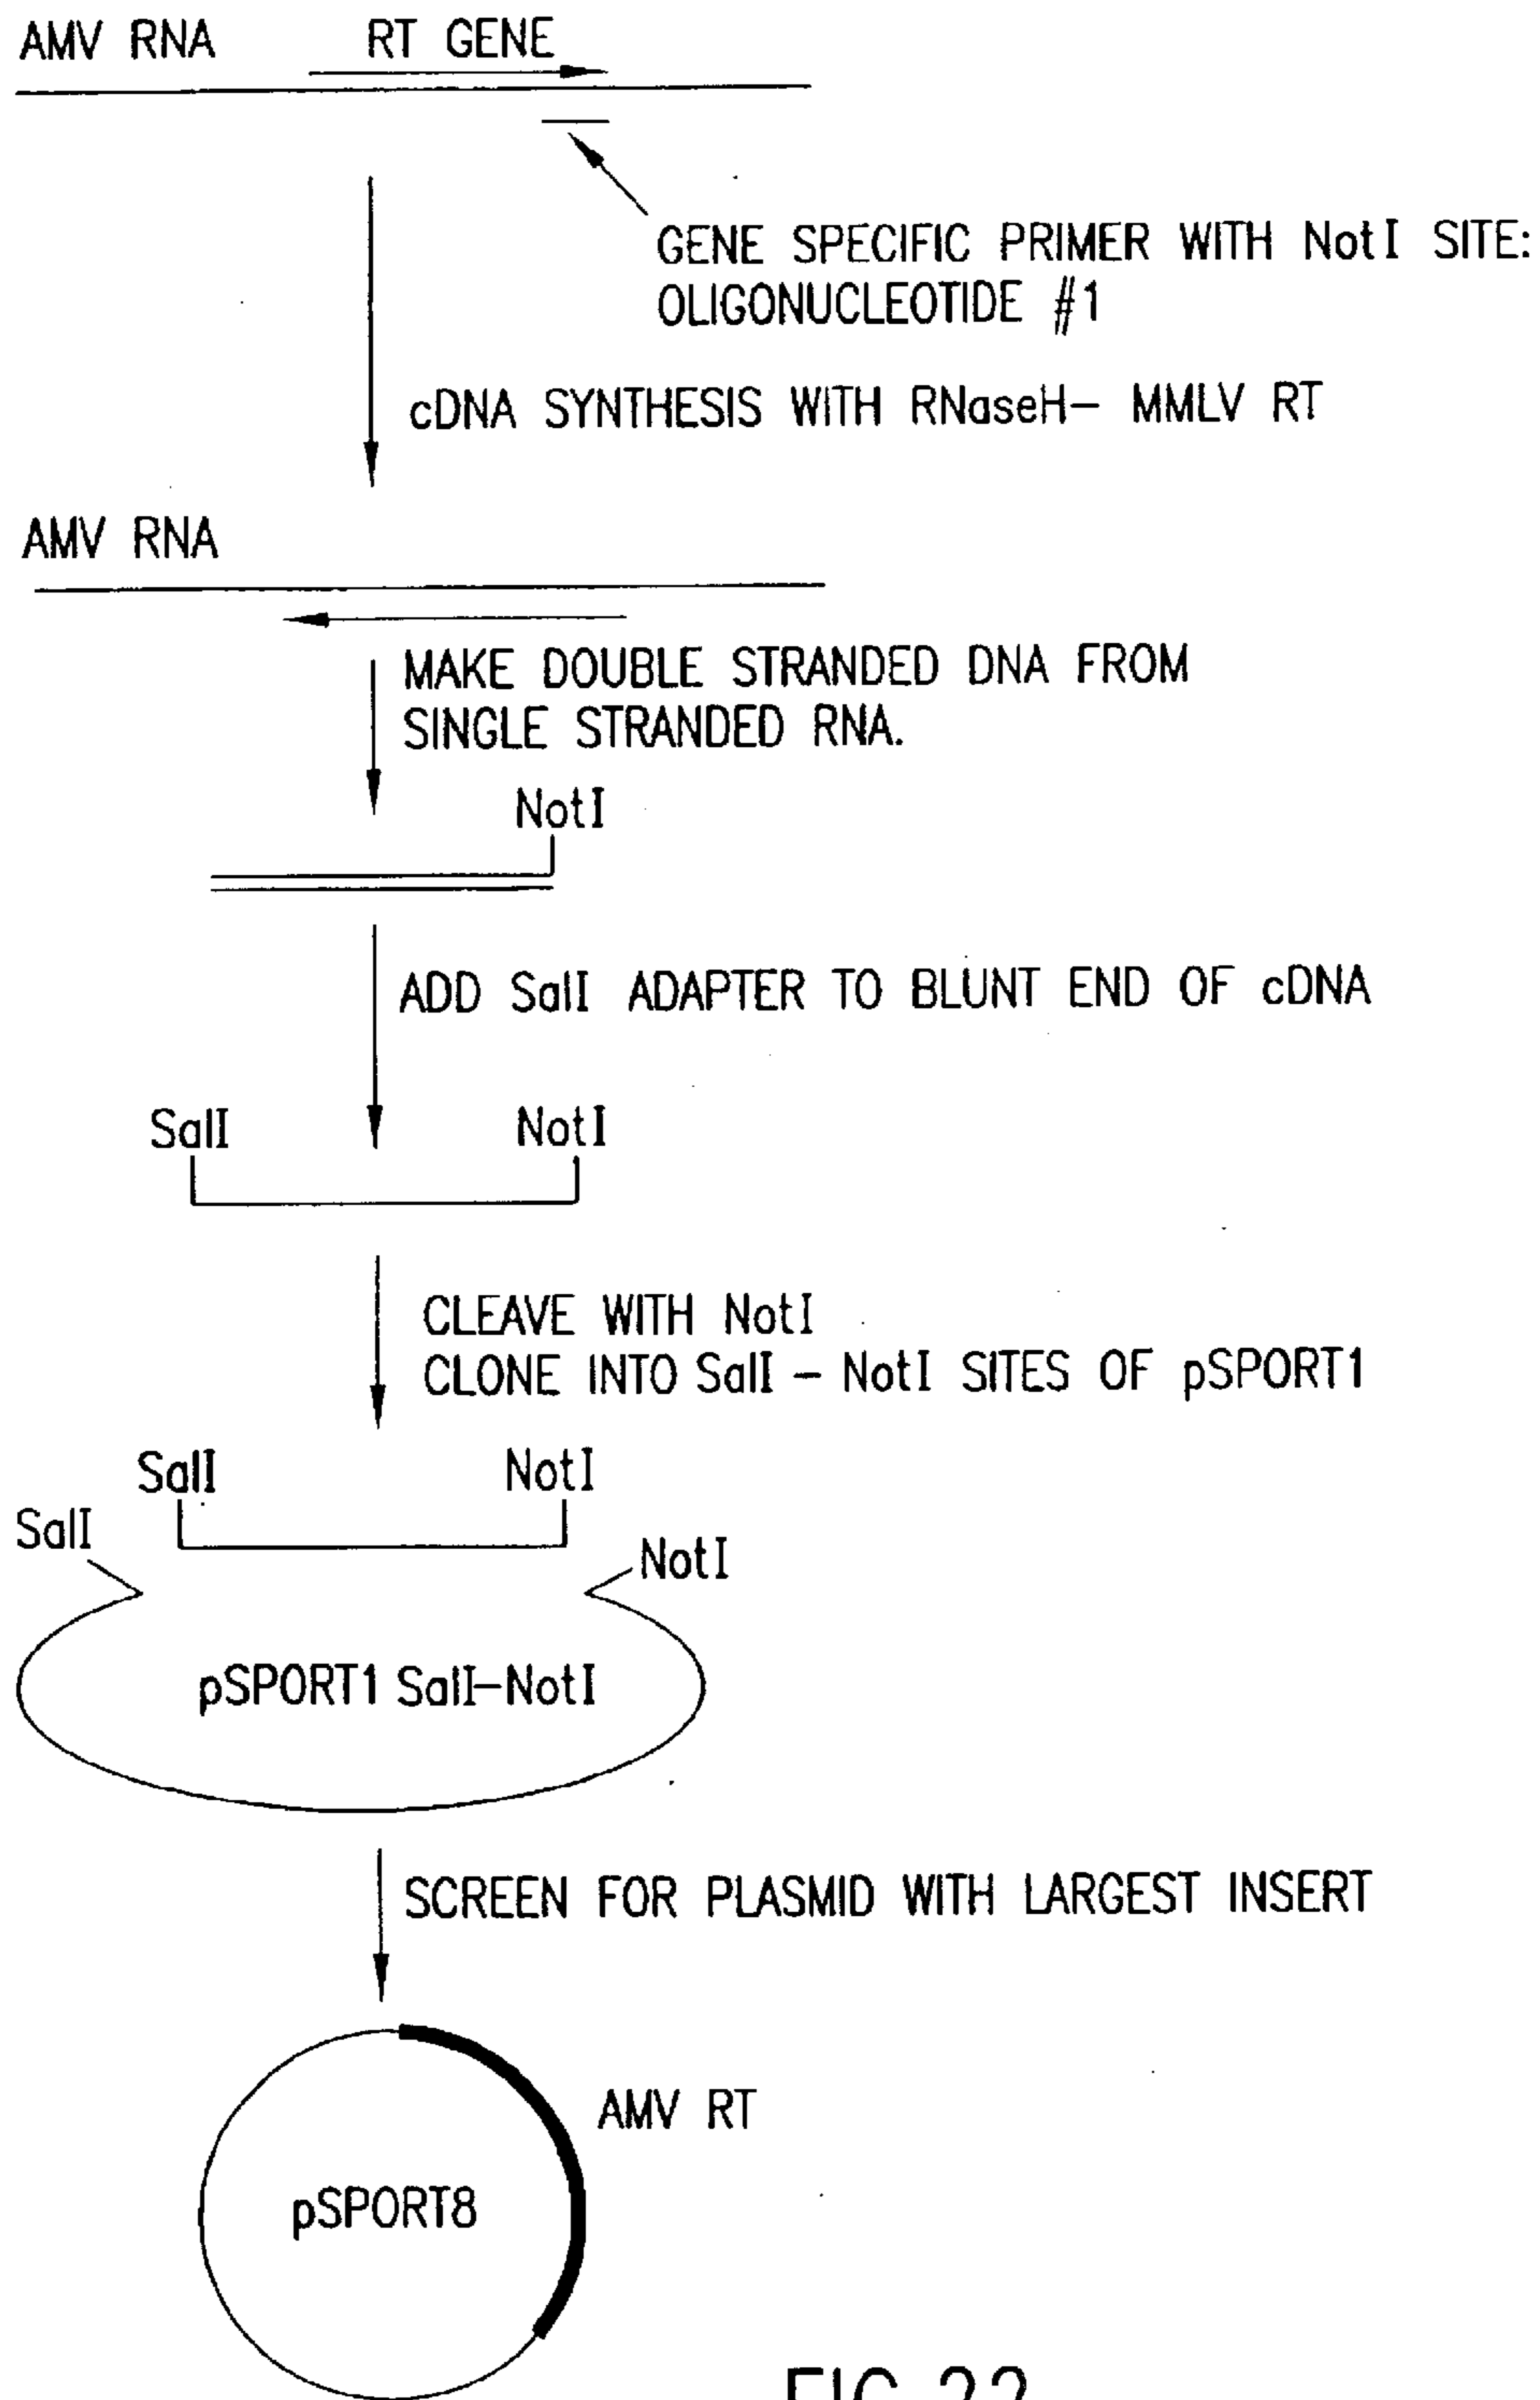 AMV RNA RT GENE
GENE SPECIFIC PRIMER WITH NotI SITE:
OLIGONUCLEOTIDE #1
cDNA SYNTHESIS WITH RNaseH– MMLV RT
AMV RNA
MAKE DOUBLE STRANDED DNA FROM
SINGLE STRANDED RNA.
NotI
ADD SalI ADAPTER TO BLUNT END OF cDNA
SalI NotI
CLEAVE WITH NotI
CLONE INTO SalI – NotI SITES OF pSPORT1
SalI NotI
SalI NotI
pSPORT1 SalI–NotI
SCREEN FOR PLASMID WITH LARGEST INSERT
AMV RT
pSPORT8
FIG.22